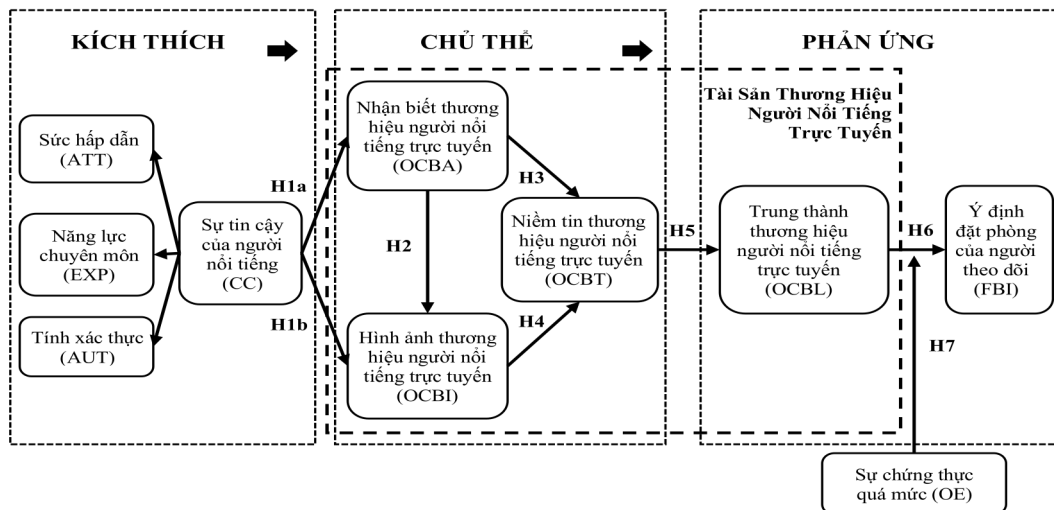 KÍCH THÍCH
CHỦ THỂ
PHẢN ỨNG
Tài Sản Thương Hiệu
Người Nổi Tiếng
Trực Tuyến
Sức hấp dẫn
(ATT)
Năng lực
chuyên môn
(EXP)
Tính xác thực
(AUT)
Sự tin cậy
của người
nổi tiếng
(CC)
H1a
H1b
Nhận biết thương
hiệu người nổi
tiếng trực tuyến
(OCBA)
H2
Hình ảnh thương
hiệu người nổi
tiếng trực tuyến
(OCBI)
H3
H4
Niềm tin thương
hiệu người nổi
tiếng trực tuyến
(OCBT)
H5
Trung thành
thương hiệu
người nổi tiếng
trực tuyến
(OCBL)
H6
H7
Ý định
đặt phòng
của người
theo dõi
(FBI)
Sự chứng thực
quá mức (OE)